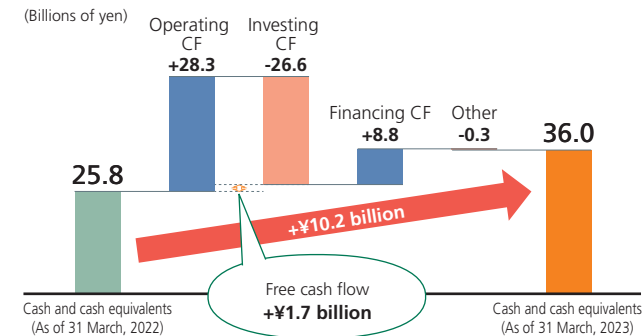 (Billions of yen)
Operating
CF
+28.3
Investing
CF
-26.6
Financing CF
+8.8
Other
-0.3
36.0
25.8
+¥10.2 billion
Free cash flow
+¥1.7 billion
Cash and cash equivalents
(As of 31 March, 2022)
Cash and cash equivalents
(As of 31 March, 2023)